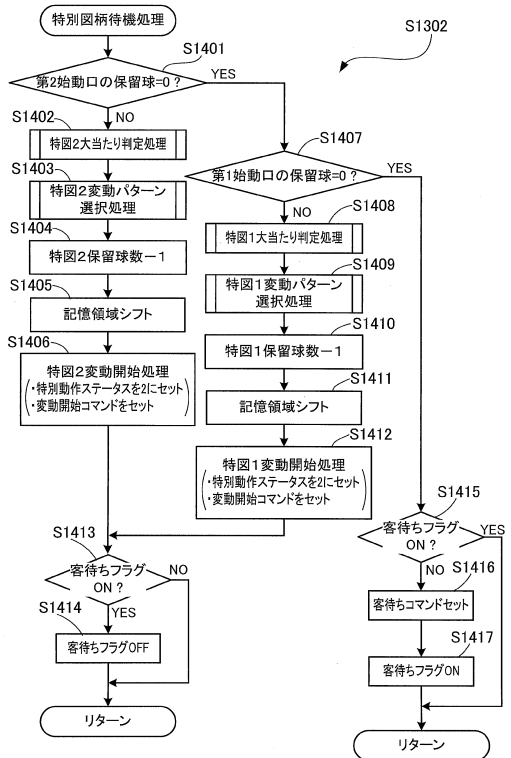 特別図柄待機処理
S1302
S1401
第2始動口の保留球=0？
YES
NO
S1402
特図2大当たり判定処理
S1403
特図2変動パターン
選択処理
S1404
特図2保留球数－1
S1405
記憶領域シフト
S1406
特図2変動開始処理
・特別動作ステータスを2にセット
・変動開始コマンドをセット
S1407
第1始動口の保留球=0？
YES
NO
S1408
特図1大当たり判定処理
S1409
特図1変動パターン
選択処理
S1410
特図1保留球数－1
S1411
記憶領域シフト
S1412
特図1変動開始処理
・特別動作ステータスを2にセット
・変動開始コマンドをセット
S1413
客待ちフラグ
ON？
NO
YES
S1414
客待ちフラグOFF
リターン
S1415
客待ちフラグ
ON？
YES
NO
S1416
客待ちコマンドセット
S1417
客待ちフラグON
リターン